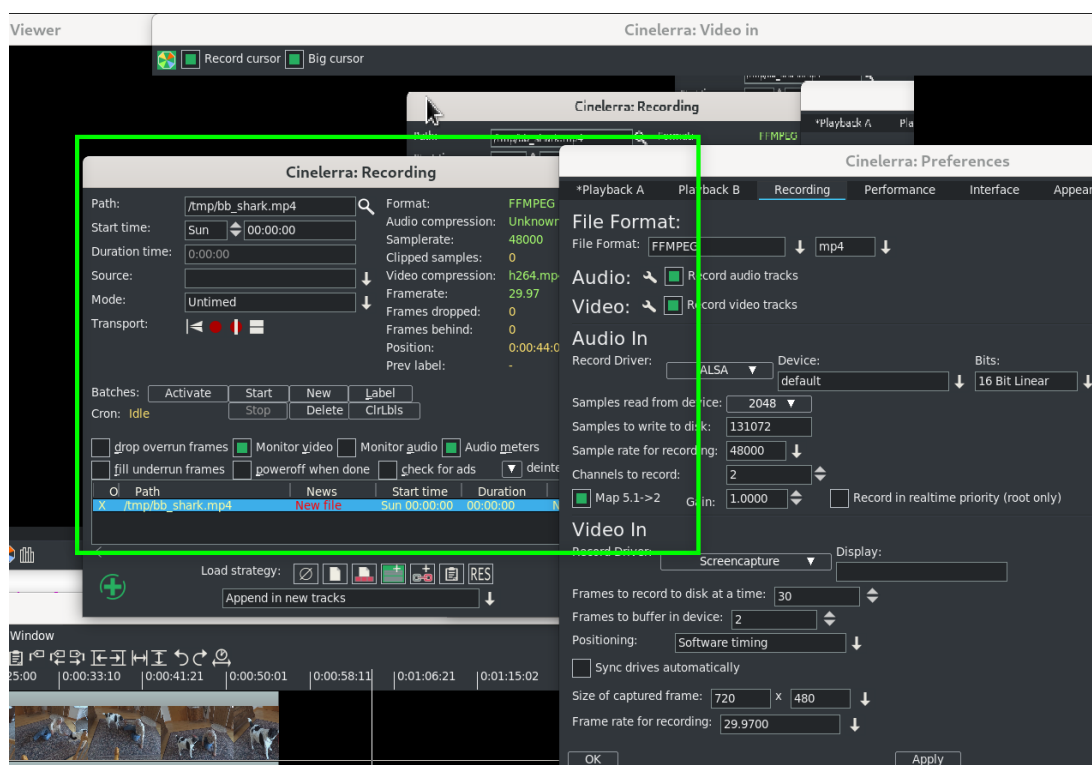 Viewer
Cinelerra: Video in
Record cursor Big cursor
Cinelerra: Recording
*Playback A Pla
Path: /tmp/bb_shark.mp4 Format: FFMPEG
Cinelerra: Recording
Path: /tmp/bb_shark.mp4
Start time: Sun 00:00:00
Duration time: 0:00:00
Source:
Mode: Untimed
Transport:
Format: FFMPEG
Audio compression: Unknown
Samplerate: 48000
Clipped samples: 0
Video compression: h264.mp
Framerate: 29.97
Frames dropped: 0
Frames behind: 0
Position: 0:00:44:0
Prev label: -
Batches: Activate Start New Label
Cron: Idle Stop Delete ClrLbls
drop overrun frames Monitor video Monitor audio Audio meters
fill underrun frames poweroff when done check for ads deinte
O Path News Start time Duration
X /tmp/bb_shark.mp4 New file Sun 00:00:00 00:00:00 N
Load strategy: RES
Append in new tracks
Window
25:00 0:00:33:10 0:00:41:21 0:00:50:01 0:00:58:11 0:01:06:21 0:01:15:02
Cinelerra: Preferences
*Playback A Playback B Recording Performance Interface Appear
File Format:
File Format: FFMPEG mp4
Audio: Record audio tracks
Video: Record video tracks
Audio In
Record Driver: ALSA Device: default Bits: 16 Bit Linear
Samples read from device: 2048
Samples to write to disk: 131072
Sample rate for recording: 48000
Channels to record: 2
Map 5.1->2 Gain: 1.0000 Record in realtime priority (root only)
Video In
Record Driver: Screencapture Display:
Frames to record to disk at a time: 30
Frames to buffer in device: 2
Positioning: Software timing
Sync drives automatically
Size of captured frame: 720 x 480
Frame rate for recording: 29.9700
OK Apply